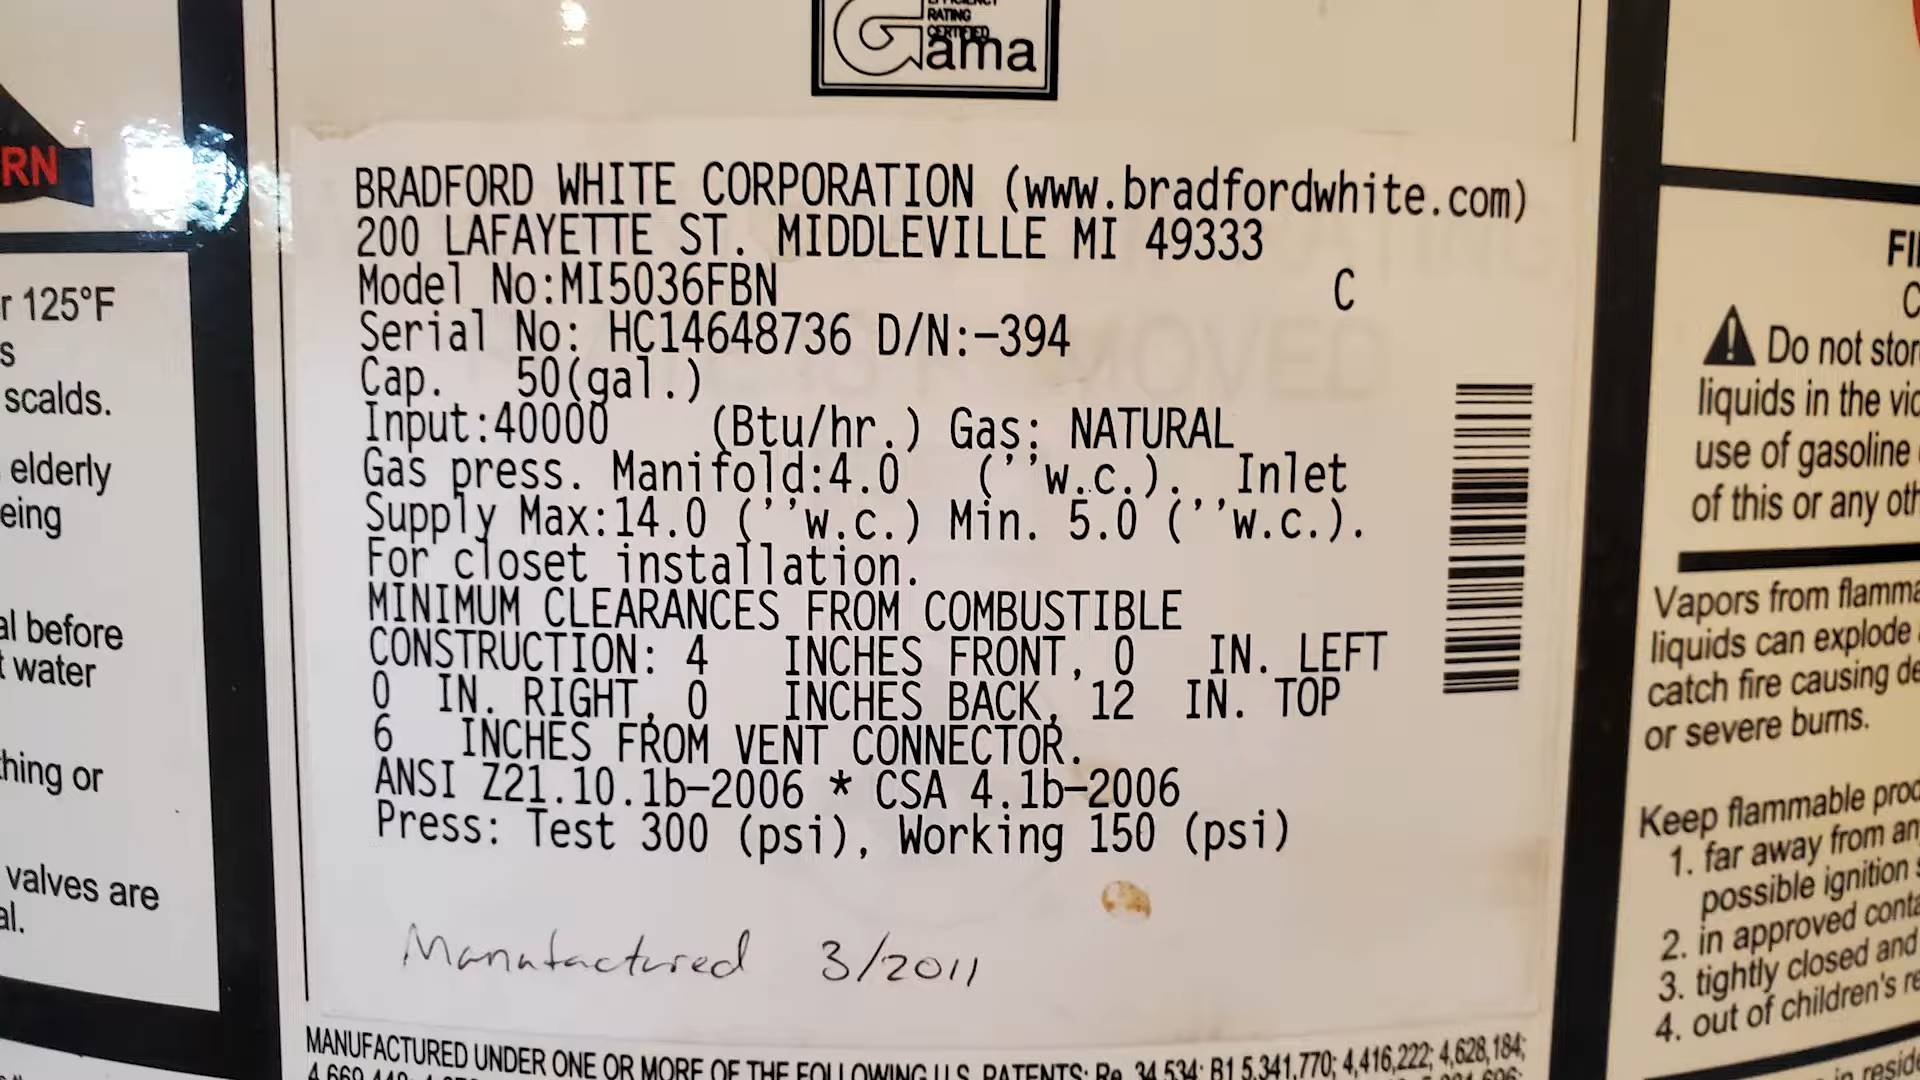 RATING
CERTIFIED
Gama
RN
BRADFORD WHITE CORPORATION (www.bradfordwhite.com)
200 LAFAYETTE ST. MIDDLEVILLE MI 49333
Model No:MI5036FBN C
Serial No: HC14648736 D/N:-394
Cap. 50(gal.)
Input:40000 (Btu/hr.) Gas: NATURAL
Gas press. Manifold:4.0 (''w.c.).,, Inlet
Supply Max:14.0 (''w.c.) Min. 5.0 (''w.c.).
For closet installation.
MINIMUM CLEARANCES FROM COMBUSTIBLE
CONSTRUCTION: 4 INCHES FRONT, 0 IN. LEFT
0 IN. RIGHT, 0 INCHES BACK, 12 IN. TOP
6 INCHES FROM VENT CONNECTOR.
ANSI Z21.10.1b-2006 * CSA 4.1b-2006
Press: Test 300 (psi), Working 150 (psi)
Manufactured 3/2011
MANUFACTURED UNDER ONE OR MORE OF THE FOLLOWING U.S. PATENTS: Re. 34,534; B1 5,341,770; 4,416,222; 4,628,184;
r 125°F
s
scalds.
elderly
eing
al before
t water
thing or
valves are
al.
Do not stor
liquids in the vic
use of gasoline
of this or any oth
Vapors from flamma
liquids can explode
catch fire causing de
or severe burns.
Keep flammable prod
1. far away from an
possible ignition s
2. in approved conta
3. tightly closed and
4. out of children's re